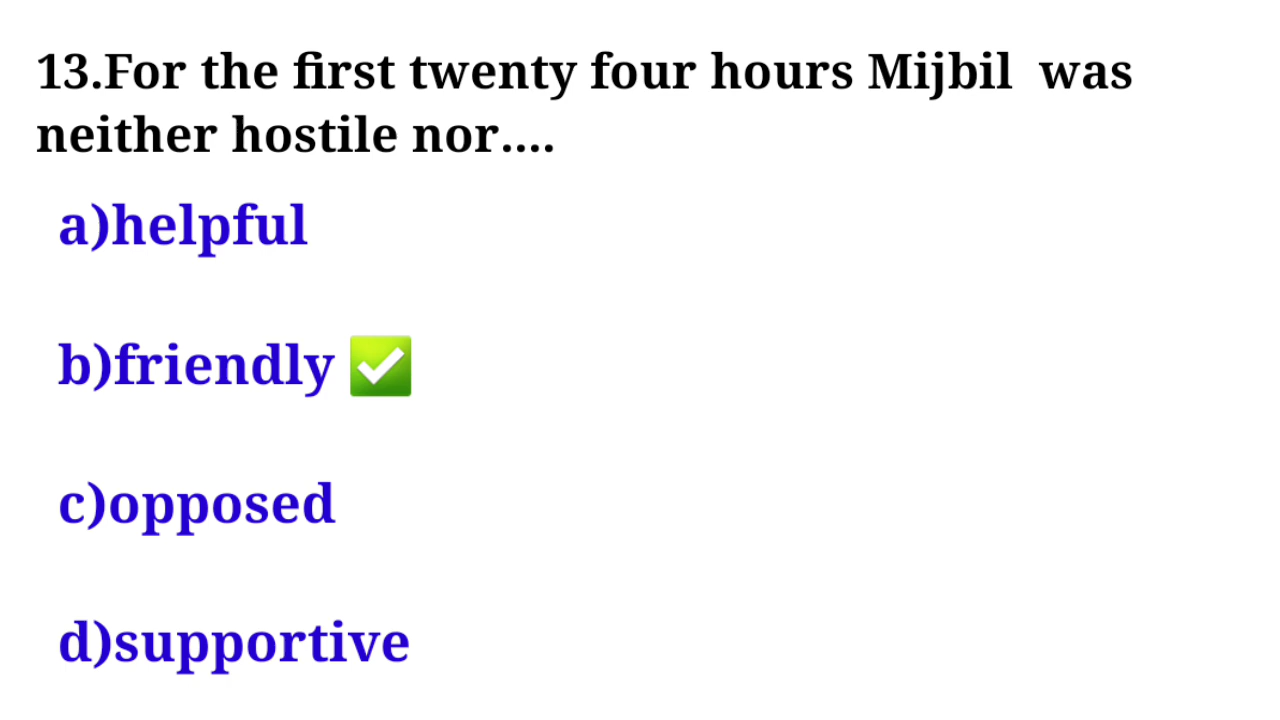 13.For the first twenty four hours Mijbil  was
neither hostile nor....
a)helpful
b)friendly ✅
c)opposed
d)supportive